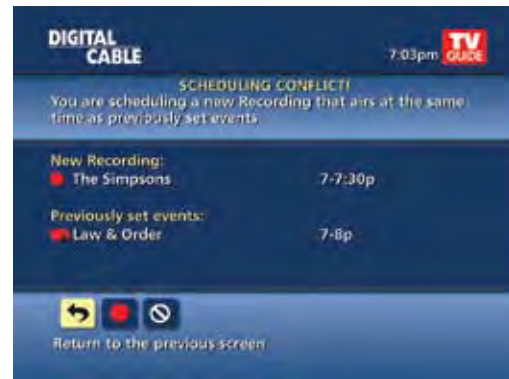 DIGITAL
CABLE
7:03pm
TV
GUIDE
SCHEDULING CONFLICT!
You are scheduling a new Recording that airs at the same
time as previously set events
New Recording:
The Simpsons 7-7:30p
Previously set events:
Law & Order 7-8p
Return to the previous screen